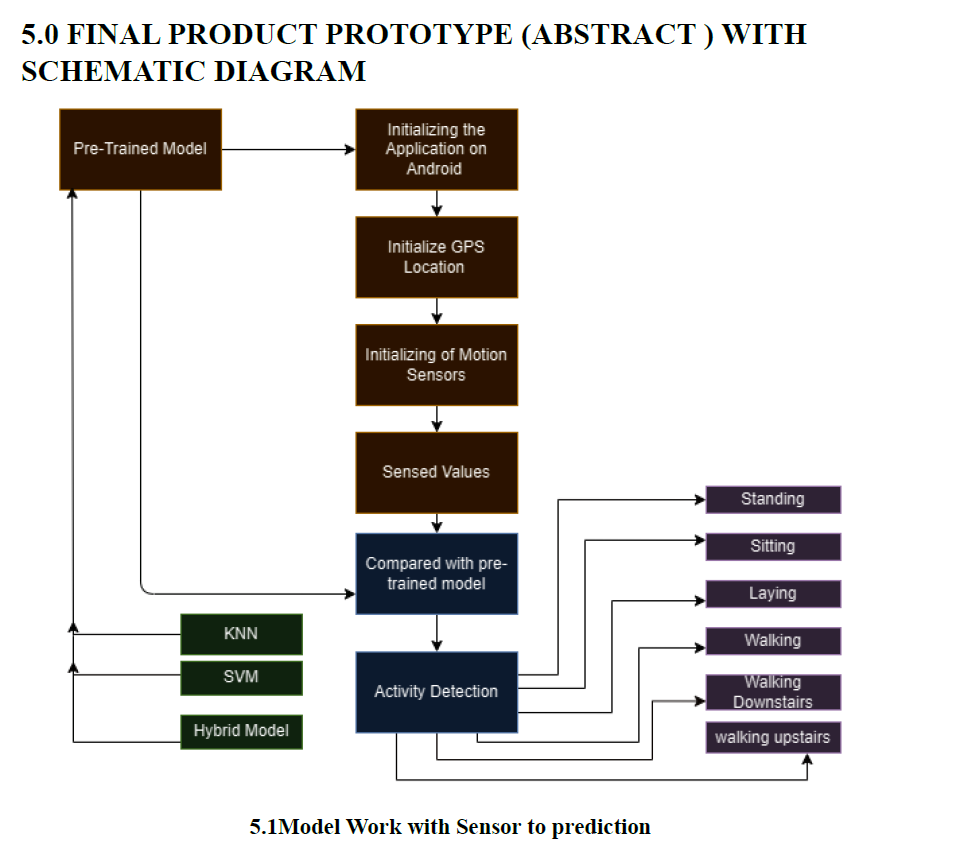 5.0 FINAL PRODUCT PROTOTYPE (ABSTRACT ) WITH
SCHEMATIC DIAGRAM
Pre-Trained Model
Initializing the
Application on
Android
Initialize GPS
Location
Initializing of Motion
Sensors
Sensed Values
Compared with pre-
trained model
Activity Detection
KNN
SVM
Hybrid Model
Standing
Sitting
Laying
Walking
Walking
Downstairs
walking upstairs
5.1Model Work with Sensor to prediction